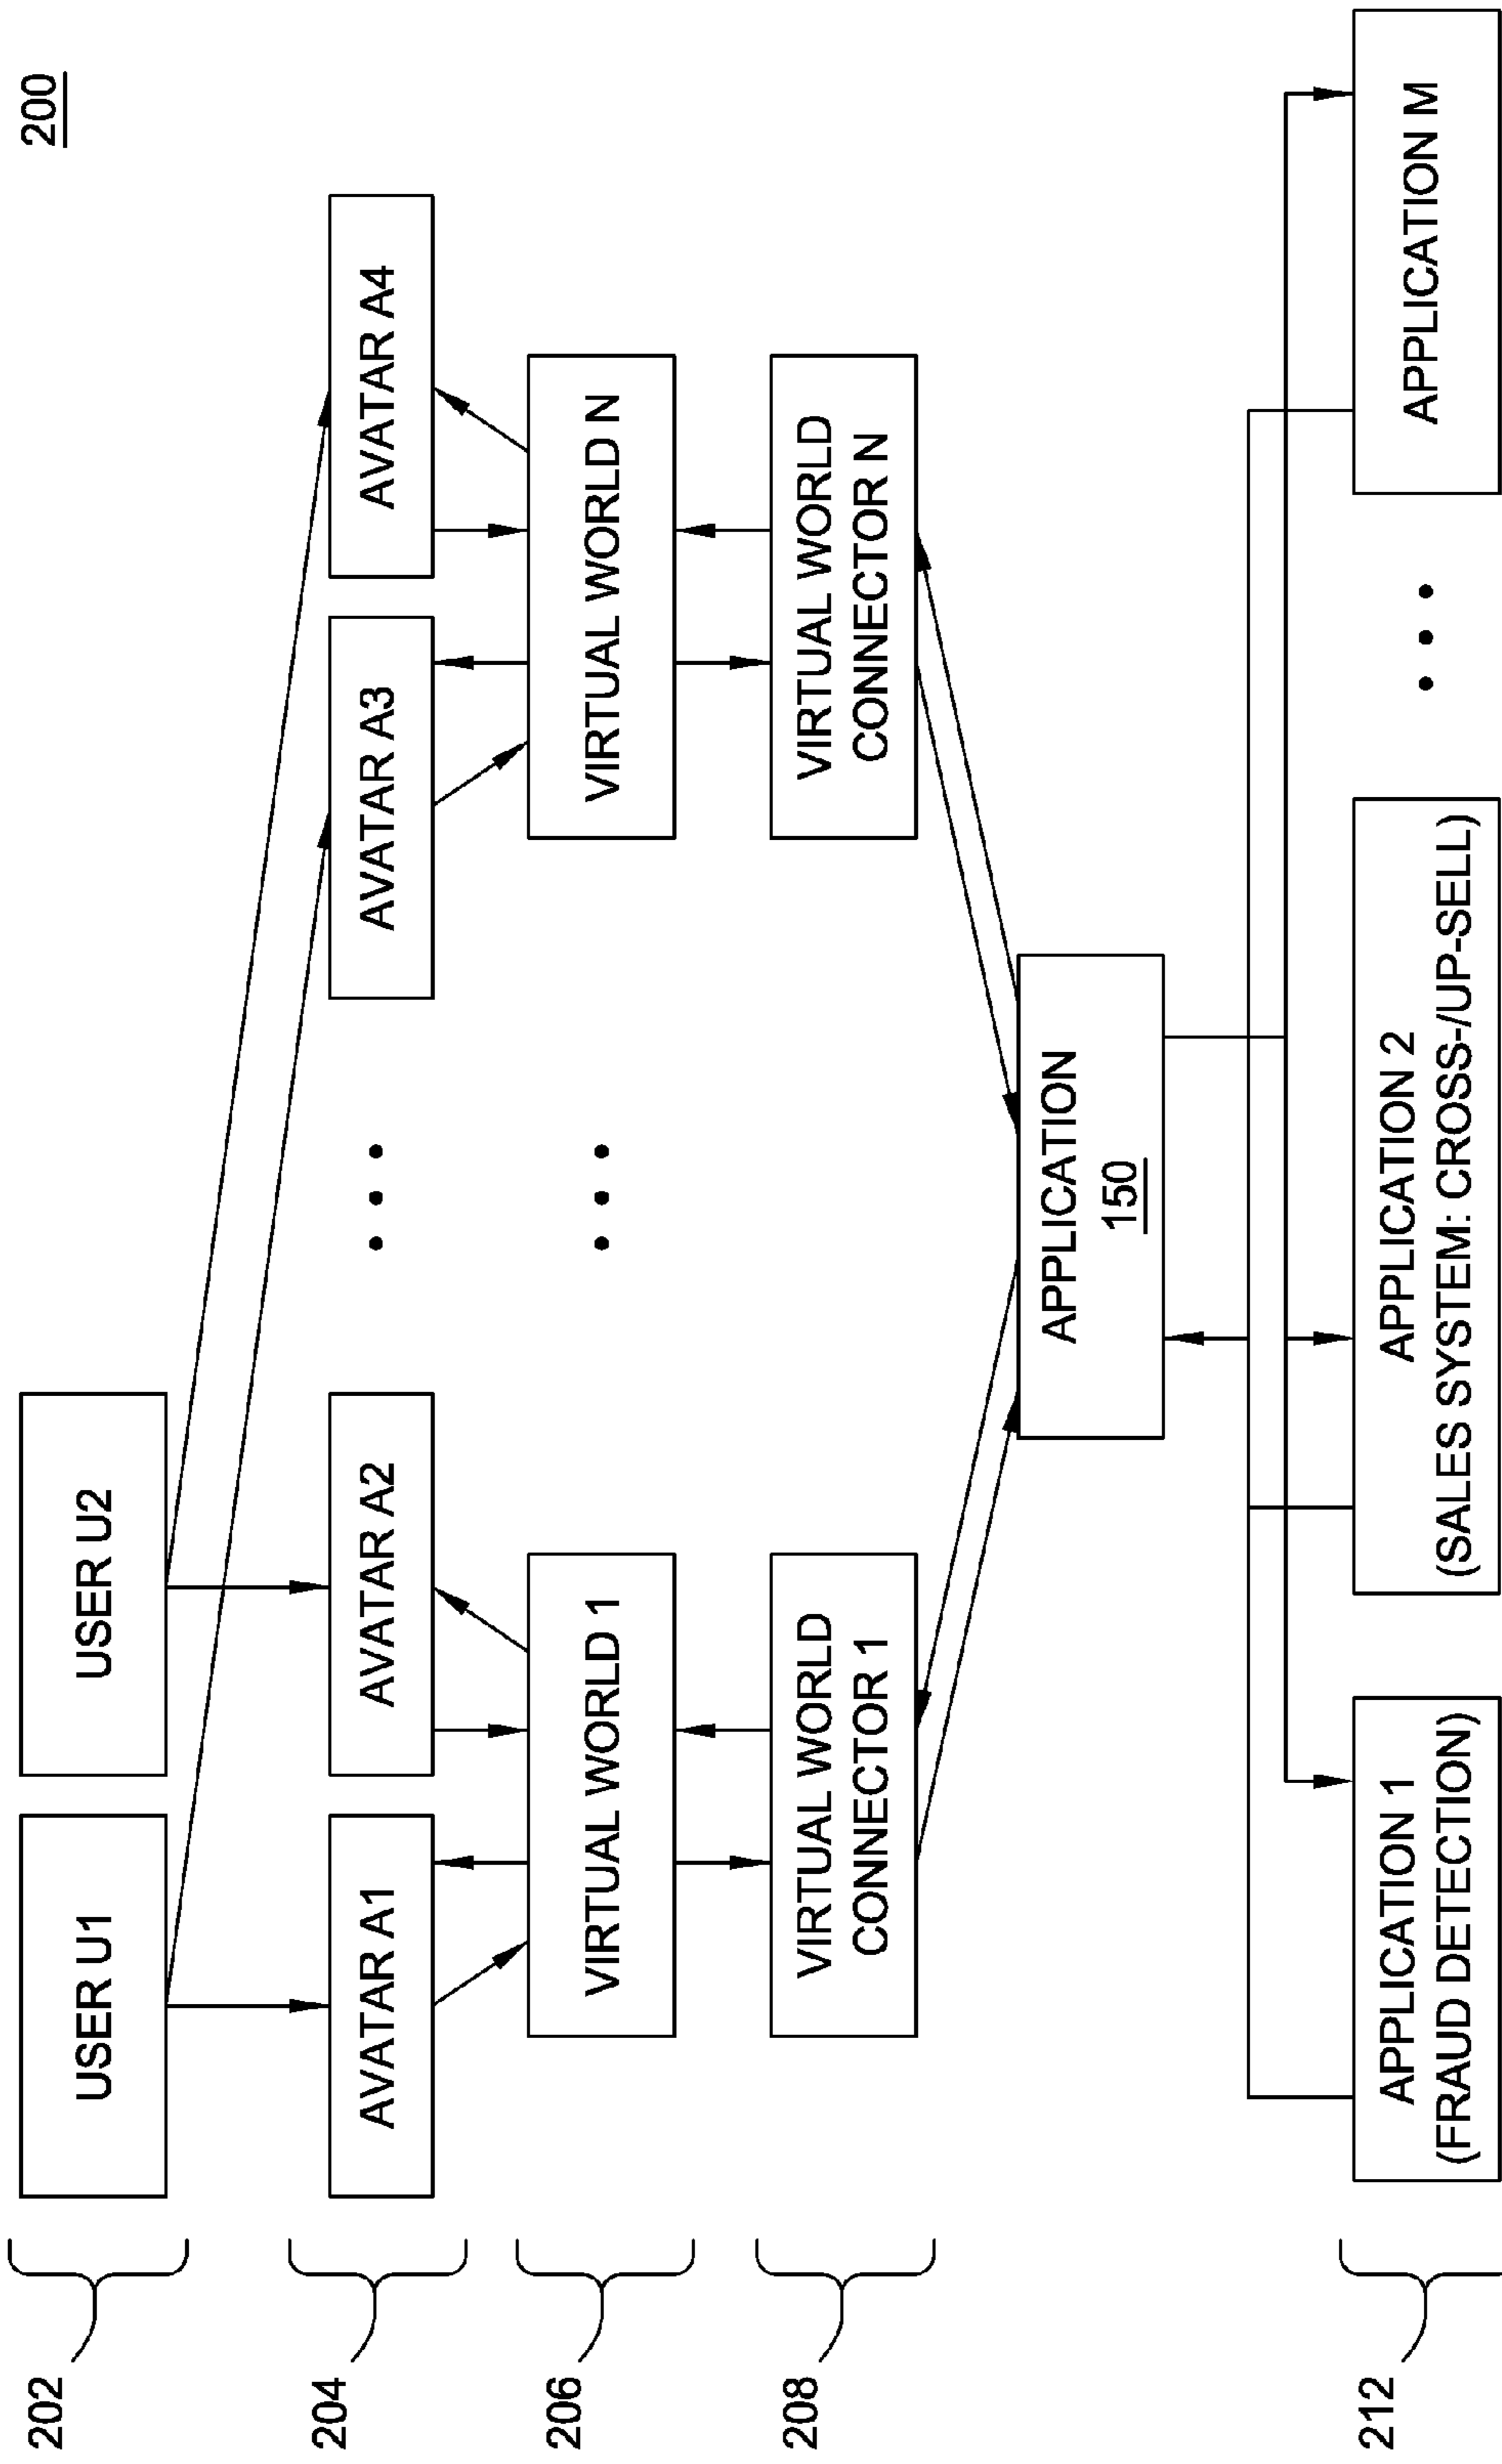 200
202
USER U1
USER U2
204
AVATAR A1
AVATAR A2
• • •
AVATAR A3
AVATAR A4
206
VIRTUAL WORLD 1
• • •
VIRTUAL WORLD N
208
VIRTUAL WORLD
CONNECTOR 1
VIRTUAL WORLD
CONNECTOR N
APPLICATION
150
212
APPLICATION 1
(FRAUD DETECTION)
APPLICATION 2
(SALES SYSTEM: CROSS-/UP-SELL)
• • •
APPLICATION M